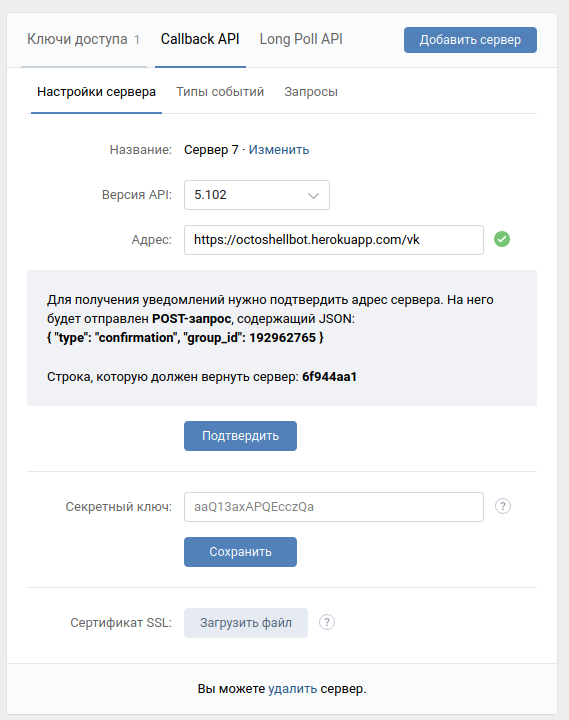 Ключи доступа 1 Callback API Long Poll API Добавить сервер
Настройки сервера Типы событий Запросы
Название: Сервер 7 · Изменить
Версия API: 5.102
Адрес: https://octoshellbot.herokuapp.com/vk
Для получения уведомлений нужно подтвердить адрес сервера. На него
будет отправлен POST-запрос, содержащий JSON:
{ "type": "confirmation", "group_id": 192962765 }
Строка, которую должен вернуть сервер: 6f944aa1
Подтвердить
Секретный ключ: aaQ13axAPQEcczQa ?
Сохранить
Сертификат SSL: Загрузить файл ?
Вы можете удалить сервер.